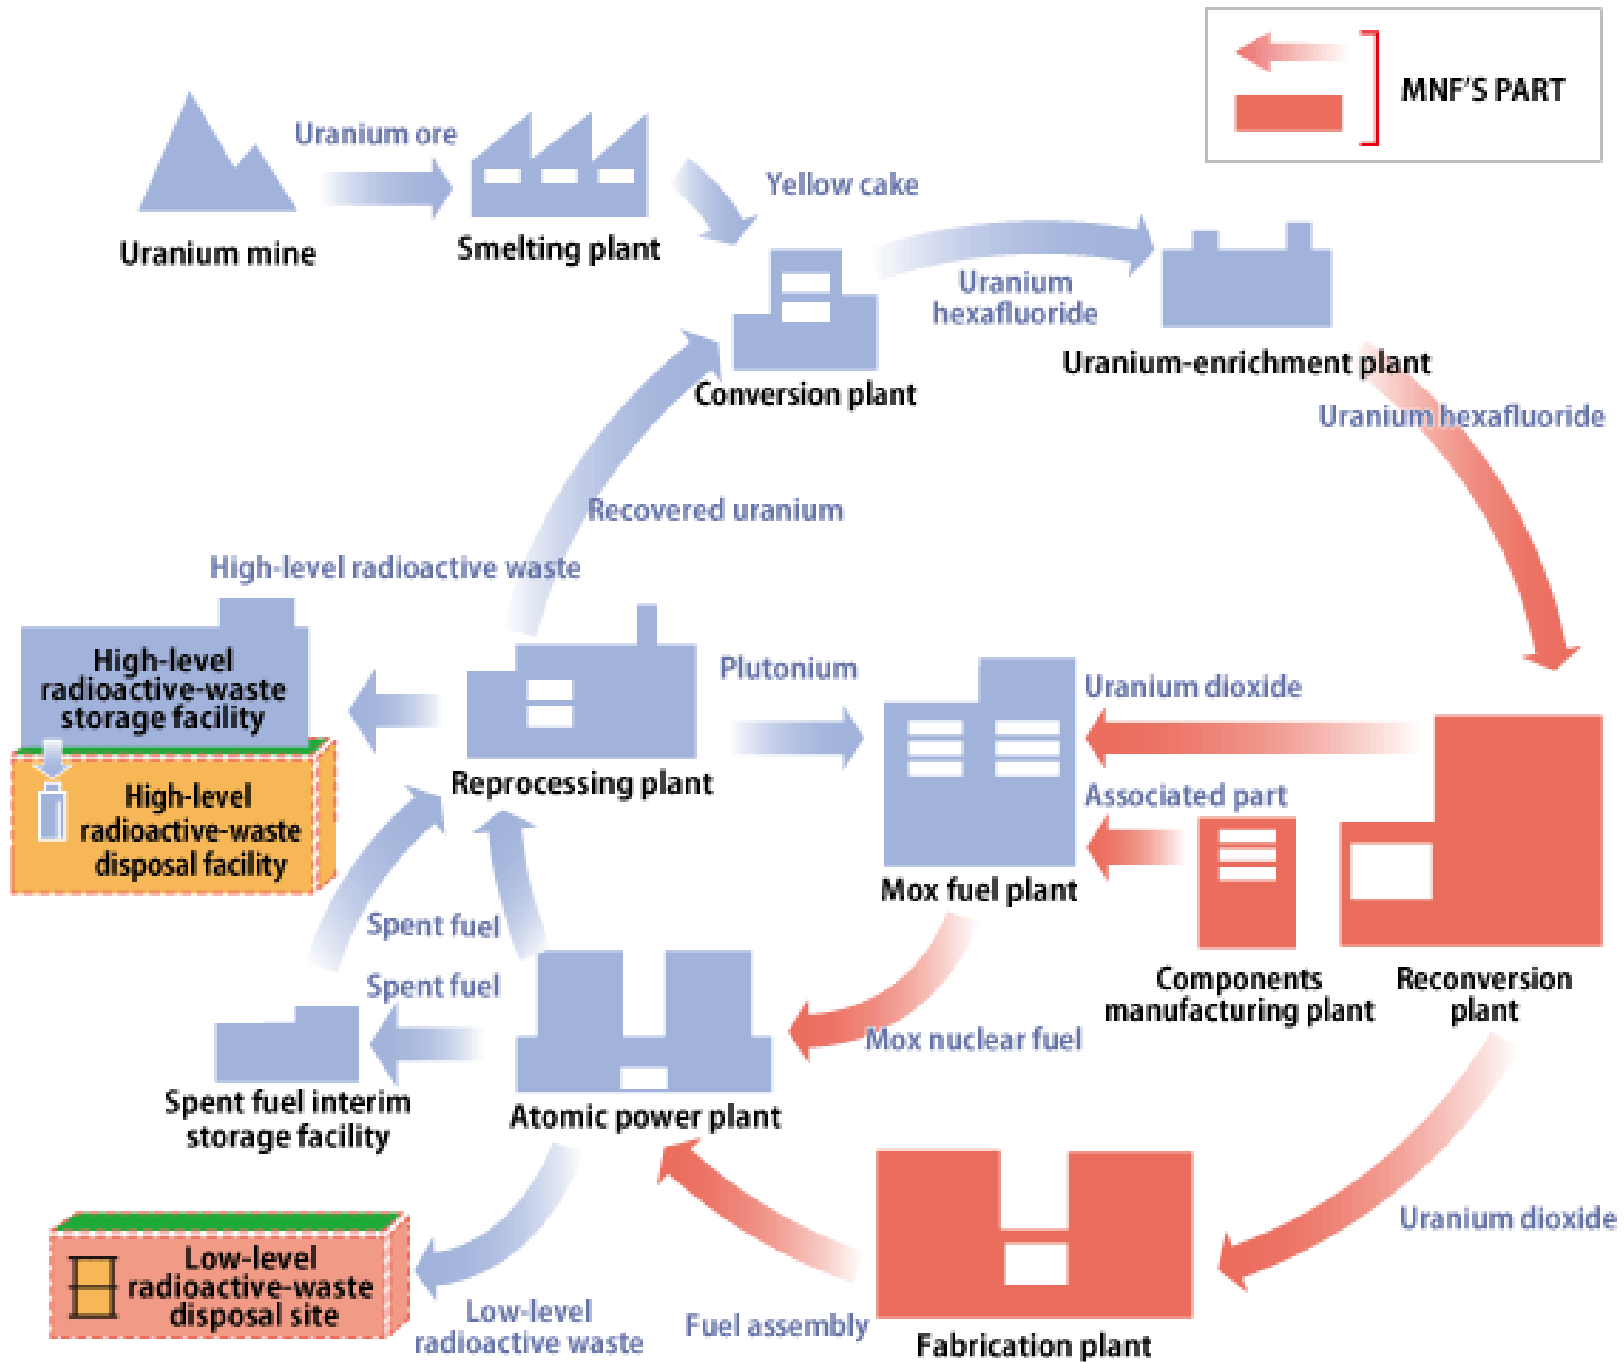 MNF'S PART
Uranium ore
Yellow cake
Uranium mine
Smelting plant
Uranium
hexafluoride
Uranium-enrichment plant
Conversion plant
Uranium hexafluoride
Recovered uranium
High-level radioactive waste
High-level
radioactive-waste
storage facility
Plutonium
Uranium dioxide
Reprocessing plant
High-level
radioactive-waste
disposal facility
Associated part
Mox fuel plant
Spent fuel
Spent fuel
Components
manufacturing plant
Reconversion
plant
Mox nuclear fuel
Spent fuel interim
storage facility
Atomic power plant
Uranium dioxide
Low-level
radioactive-waste
disposal site
Low-level
radioactive waste
Fuel assembly
Fabrication plant